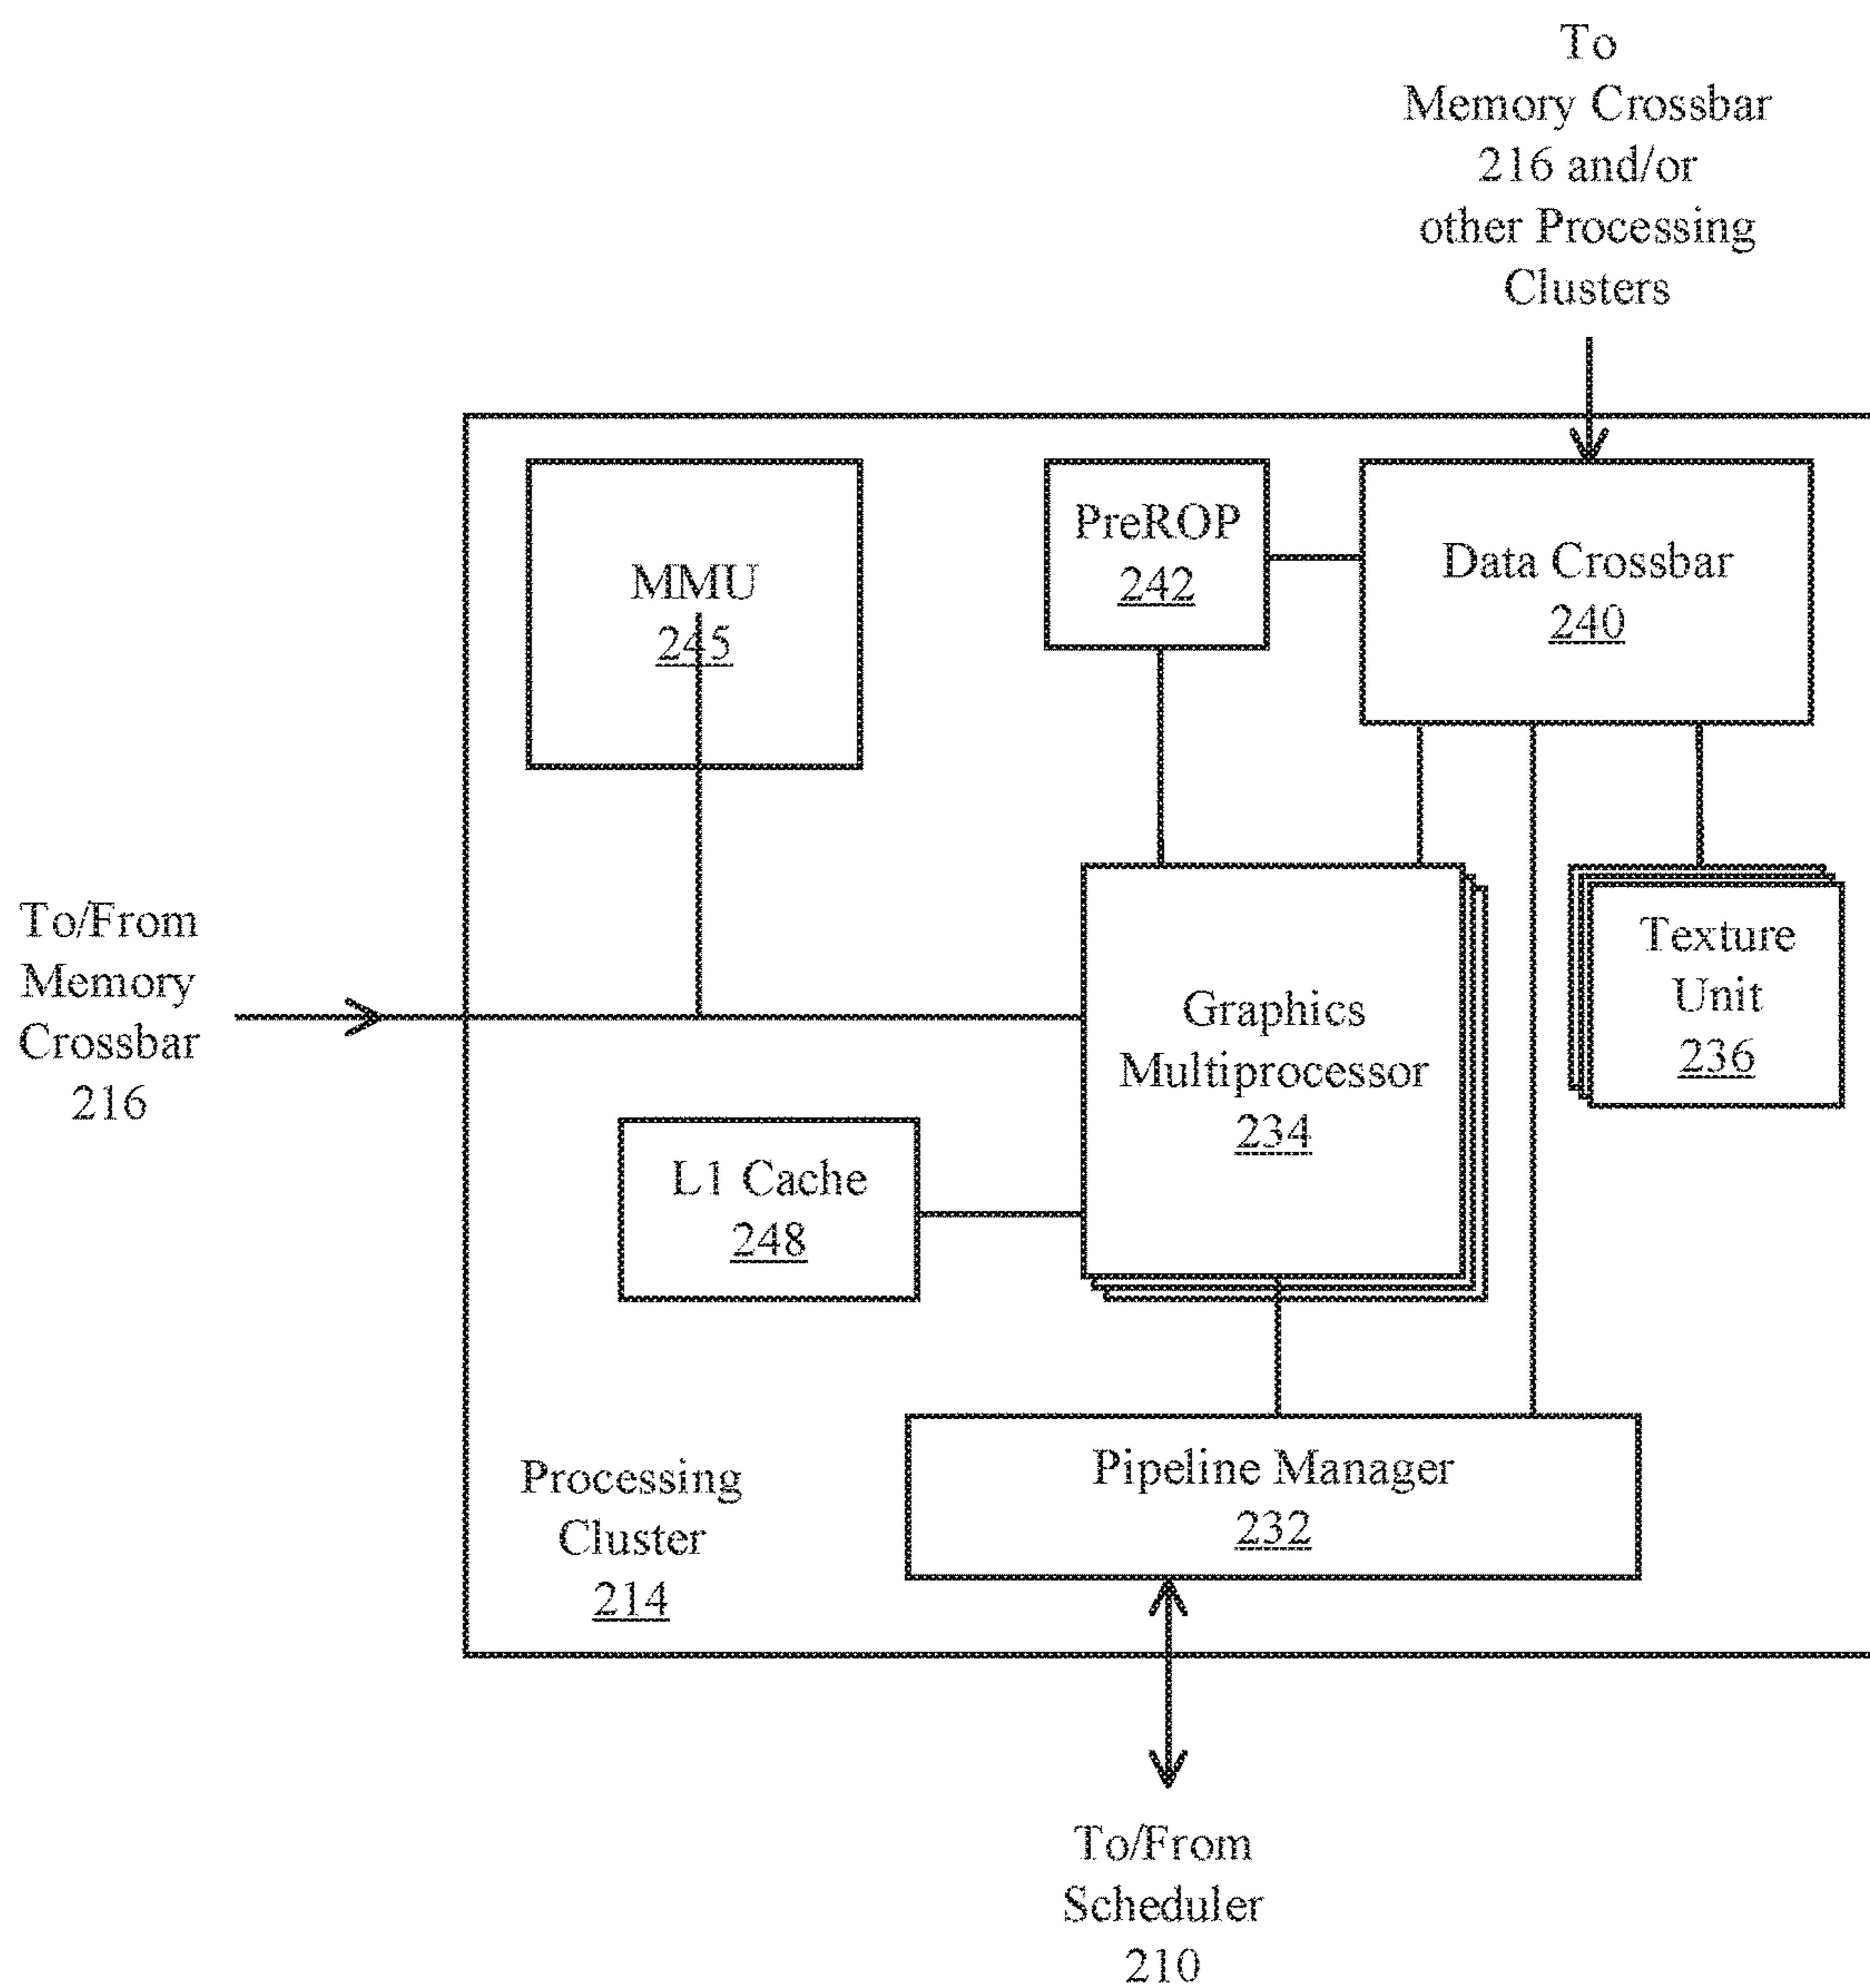 To
Memory Crossbar
216 and/or
other Processing
Clusters
MMU
245
PreROP
242
Data Crossbar
240
To/From
Memory
Crossbar
216
Graphics
Multiprocessor
234
Texture
Unit
236
L1 Cache
248
Processing
Cluster
214
Pipeline Manager
232
To/From
Scheduler
210